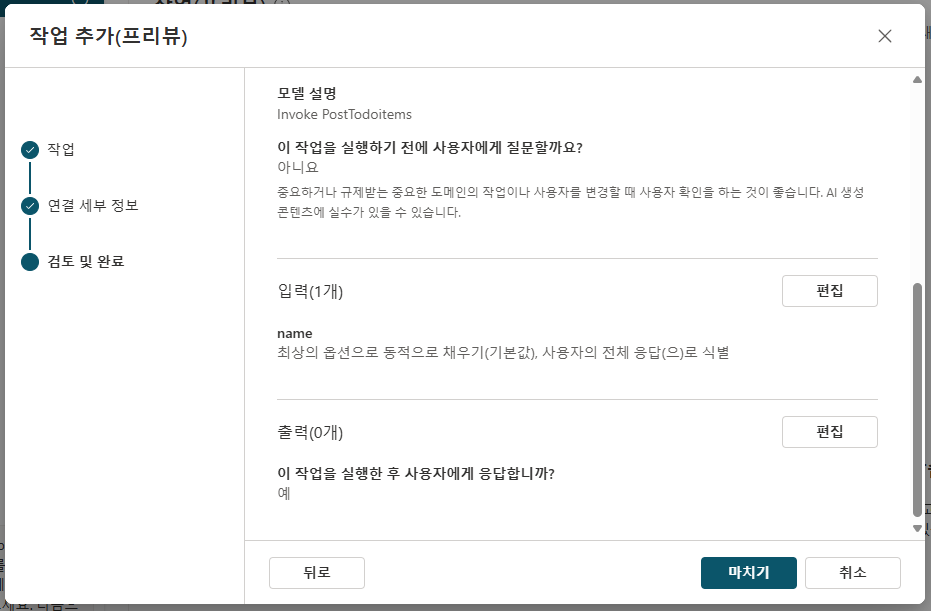 작업 추가(프리뷰)
작업
연결 세부 정보
검토 및 완료
모델 설명
Invoke PostTodoitems
이 작업을 실행하기 전에 사용자에게 질문할까요?
아니요
중요하거나 규제받는 중요한 도메인의 작업이나 사용자를 변경할 때 사용자 확인을 하는 것이 좋습니다. AI 생성
콘텐츠에 실수가 있을 수 있습니다.
입력(1개)
편집
name
최상의 옵션으로 동적으로 채우기(기본값), 사용자의 전체 응답(으)로 식별
출력(0개)
편집
이 작업을 실행한 후 사용자에게 응답합니까?
예
뒤로
마치기
취소